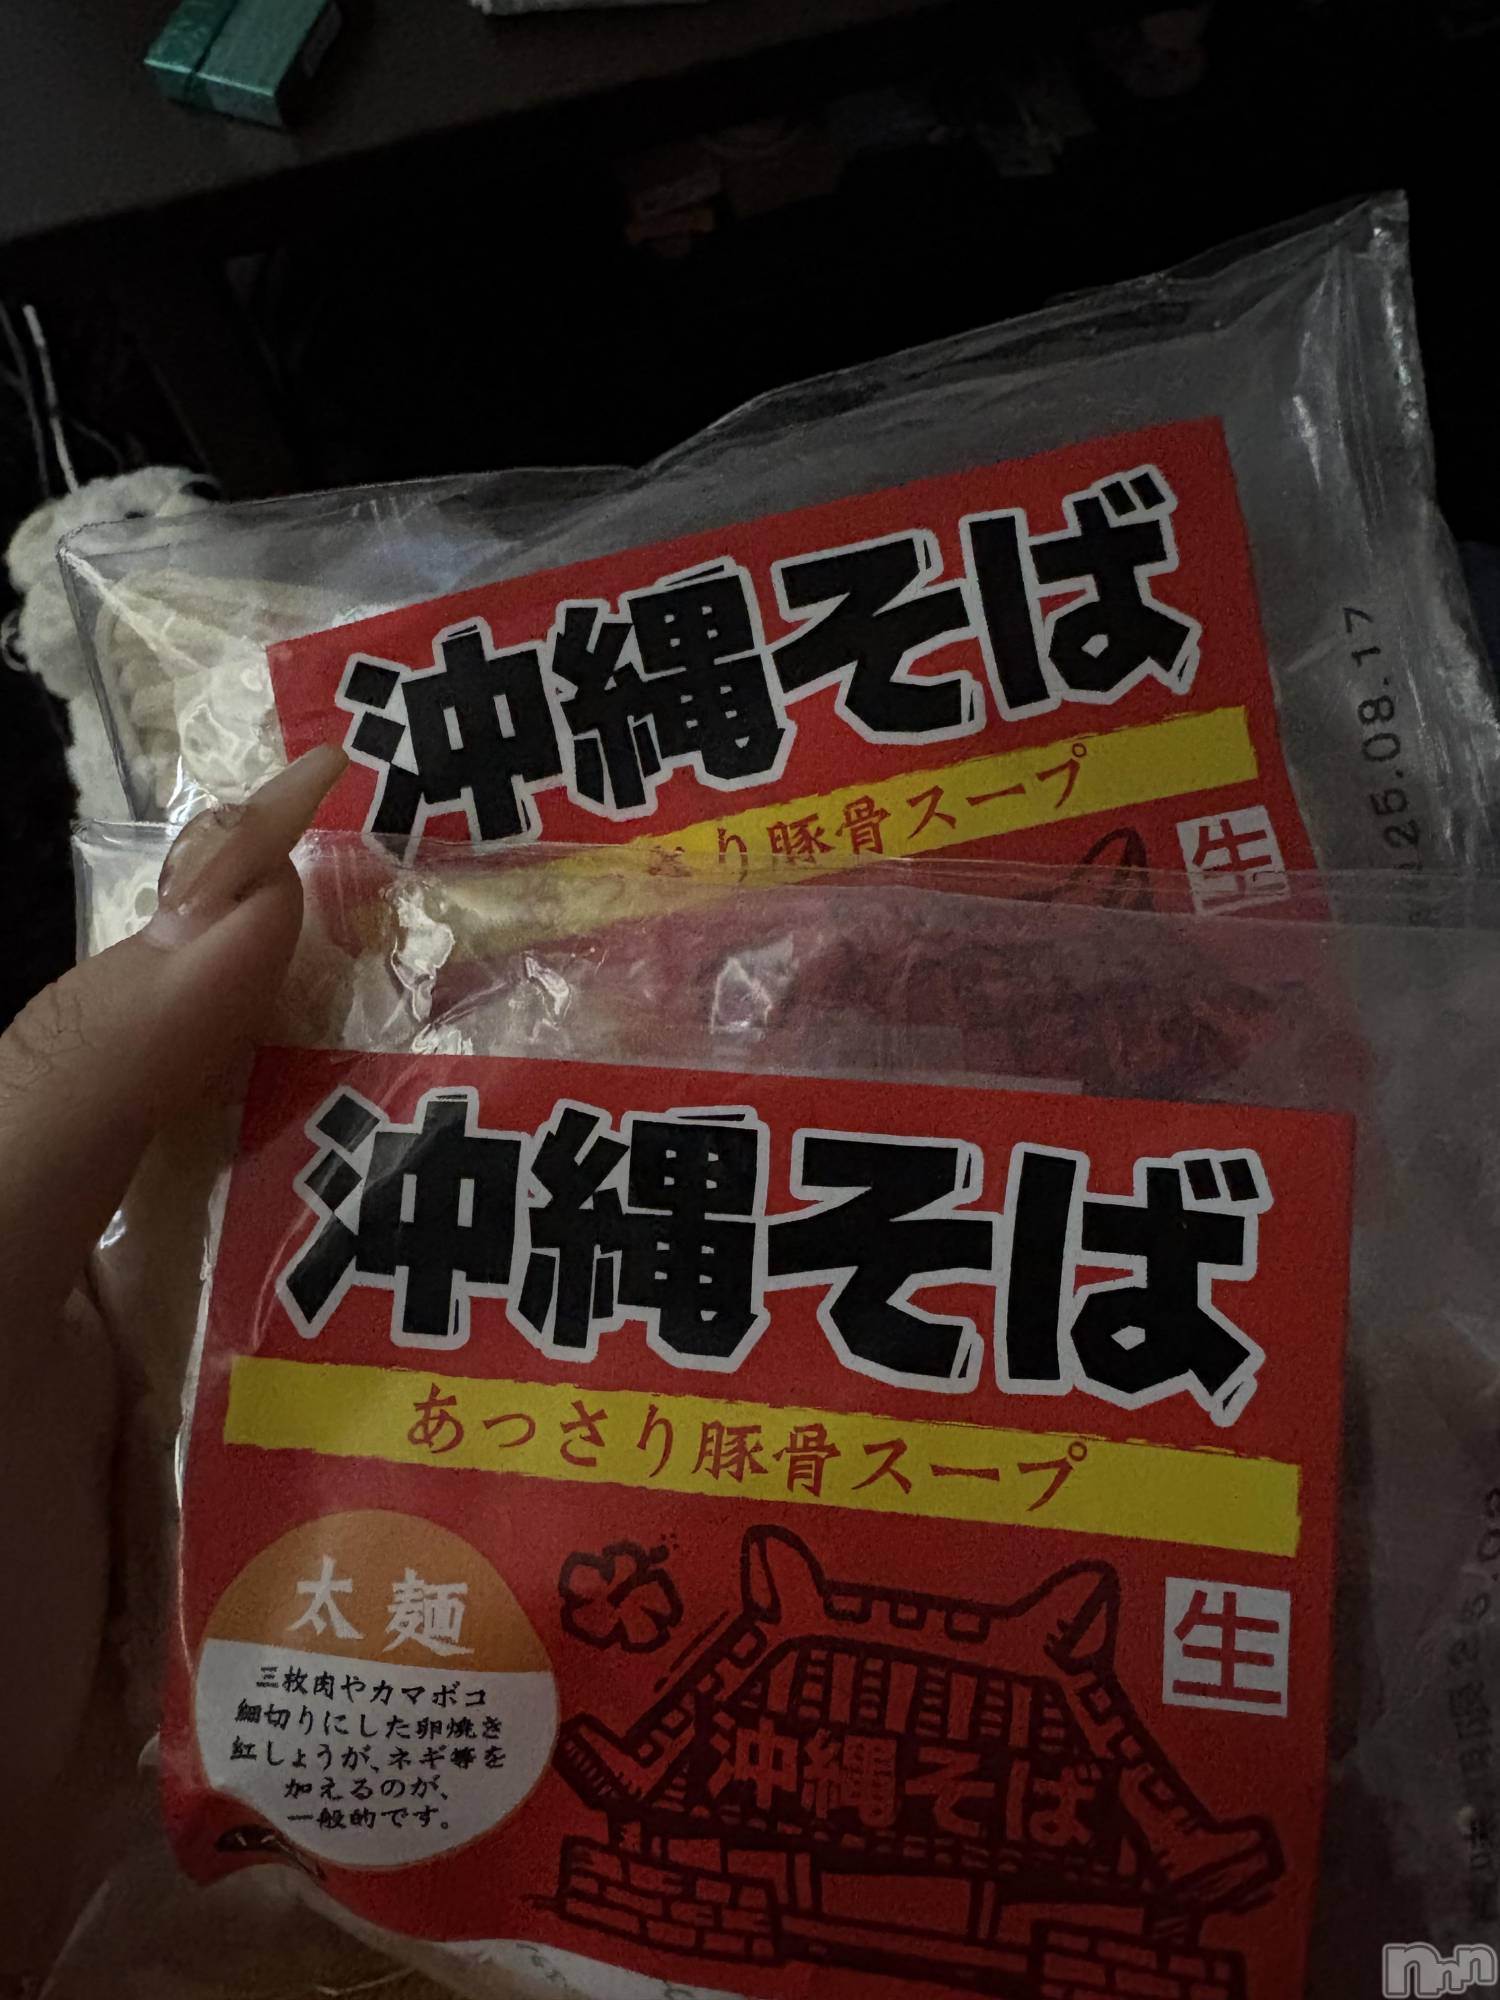 沖縄そば
さり豚骨スープ
生
25.08.17
沖縄そば
あっさり豚骨スープ
太麺
三枚肉やカマボコ
細切りにした卵焼き
紅しょうが、ネギ等を
加えるのが、
一般的です。
生
沖縄そば